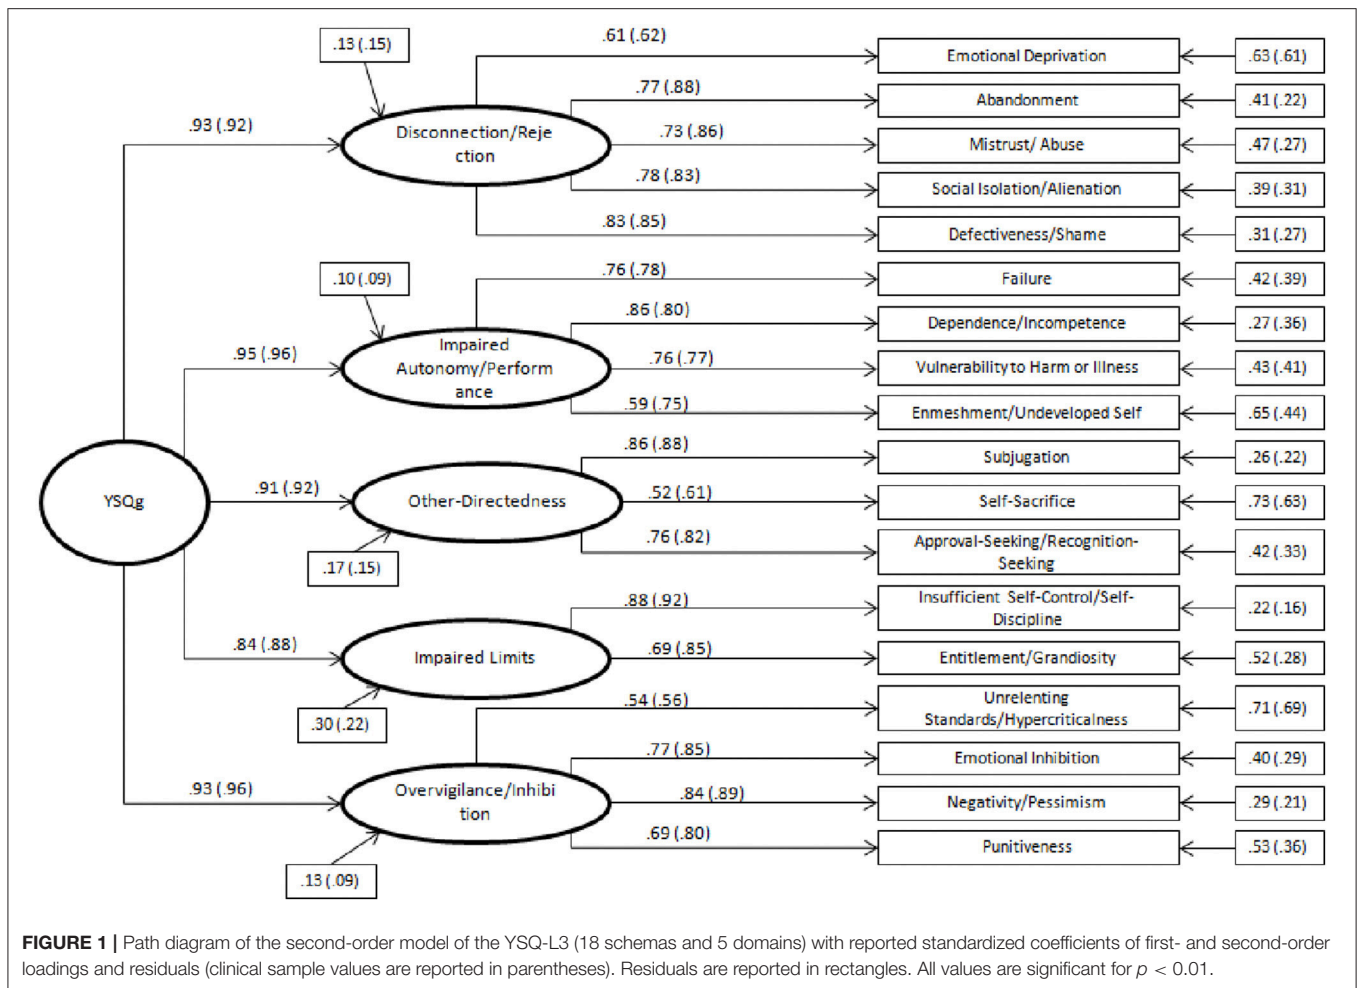 .13 (.15)
.61 (.62)
Emotional Deprivation
.63 (.61)
.77 (.88)
Abandonment
.41 (.22)
.93 (.92)
Disconnection/Reje
ction
.73 (.86)
Mistrust/ Abuse
.47 (.27)
.78 (.83)
Social Isolation/Alienation
.39 (.31)
.83 (.85)
Defectiveness/Shame
.31 (.27)
.10 (.09)
.76 (.78)
Failure
.42 (.39)
.86 (.80)
Dependence/Incompetence
.27 (.36)
.95 (.96)
Impaired
Autonomy/Perform
ance
.76 (.77)
Vulnerability to Harm or Illness
.43 (.41)
.59 (.75)
Enmeshment/Undeveloped Self
.65 (.44)
.86 (.88)
Subjugation
.26 (.22)
YSQg
.91 (.92)
Other-Directedness
.52 (.61)
Self-Sacrifice
.73 (.63)
.17 (.15)
.76 (.82)
Approval-Seeking/Recognition-
Seeking
.42 (.33)
.88 (.92)
Insufficient Self-Control/Self-
Discipline
.22 (.16)
.84 (.88)
Impaired Limits
.69 (.85)
Entitlement/Grandiosity
.52 (.28)
.30 (.22)
.54 (.56)
Unrelenting
Standards/Hypercriticalness
.71 (.69)
.77 (.85)
Emotional Inhibition
.40 (.29)
.93 (.96)
Overvigilance/Inhibi
tion
.84 (.89)
Negativity/Pessimism
.29 (.21)
.69 (.80)
Punitiveness
.53 (.36)
.13 (.09)
FIGURE 1 | Path diagram of the second-order model of the YSQ-L3 (18 schemas and 5 domains) with reported standardized coefficients of first- and second-order
loadings and residuals (clinical sample values are reported in parentheses). Residuals are reported in rectangles. All values are significant for p < 0.01.